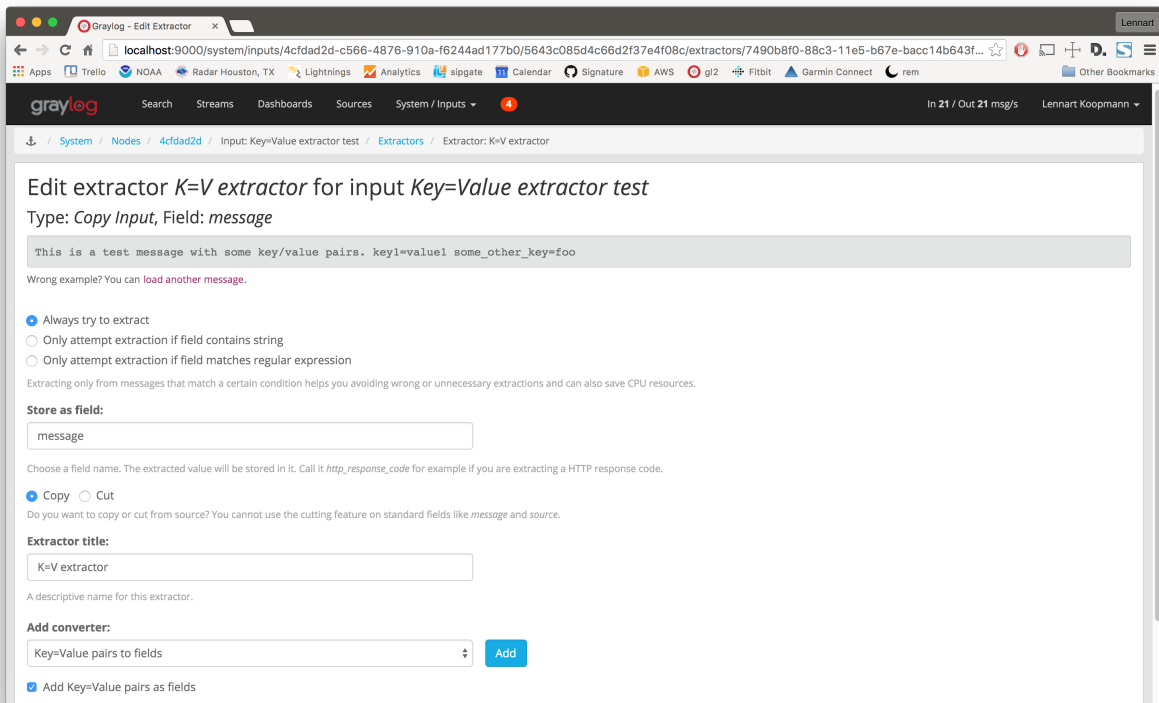 Lennart
Graylog - Edit Extractor
localhost:9000/system/inputs/4cfdad2d-c566-4876-910a-f6244ad177b0/5643c085d4c66d2f37e4f08c/extractors/7490b8f0-88c3-11e5-b67e-bacc14b643f...
Apps Trello NOAA Radar Houston, TX Lightnings Analytics sipgate 11 Calendar Signature AWS gl2 Fitbit Garmin Connect rem Other Bookmarks
graylog Search Streams Dashboards Sources System / Inputs 4 In 21 / Out 21 msg/s Lennart Koopmann
/ System / Nodes / 4cfdad2d / Input: Key=Value extractor test / Extractors / Extractor: K=V extractor
Edit extractor K=V extractor for input Key=Value extractor test
Type: Copy Input, Field: message
This is a test message with some key/value pairs. key1=value1 some_other_key=foo
Wrong example? You can load another message.
Always try to extract
Only attempt extraction if field contains string
Only attempt extraction if field matches regular expression
Extracting only from messages that match a certain condition helps you avoiding wrong or unnecessary extractions and can also save CPU resources.
Store as field:
message
Choose a field name. The extracted value will be stored in it. Call it http_response_code for example if you are extracting a HTTP response code.
Copy Cut
Do you want to copy or cut from source? You cannot use the cutting feature on standard fields like message and source.
Extractor title:
K=V extractor
A descriptive name for this extractor.
Add converter:
Key=Value pairs to fields Add
Add Key=Value pairs as fields